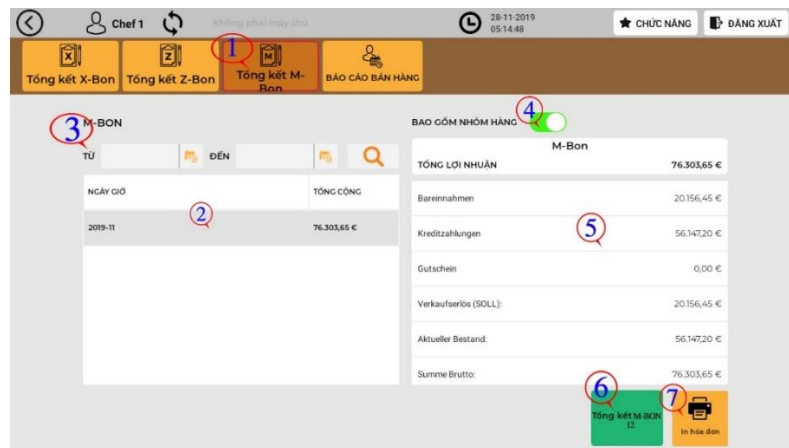 Chef 1
Không phải máy chủ
28-11-2019
05:14:48
CHỨC NĂNG
ĐĂNG XUẤT
1
X
Z
M
Tổng kết X-Bon
Tổng kết Z-Bon
Tổng kết M-
Bon
BÁO CÁO BÁN HÀNG
3
M-BON
TỪ
ĐẾN
NGÀY GIỜ
TỔNG CỘNG
2
2019-11
76.303,65 €
BAO GỒM NHÓM HÀNG
4
M-Bon
TỔNG LỢI NHUẬN
76.303,65 €
Bareinnahmen
20.156,45 €
5
Kreditzahlungen
56.147,20 €
Gutschein
0,00 €
Verkaufserlös (SOLL):
20.156,45 €
Aktueller Bestand:
56.147,20 €
Summe Brutto:
76.303,65 €
6
Tổng kết M-BON
12
7
In hóa đơn